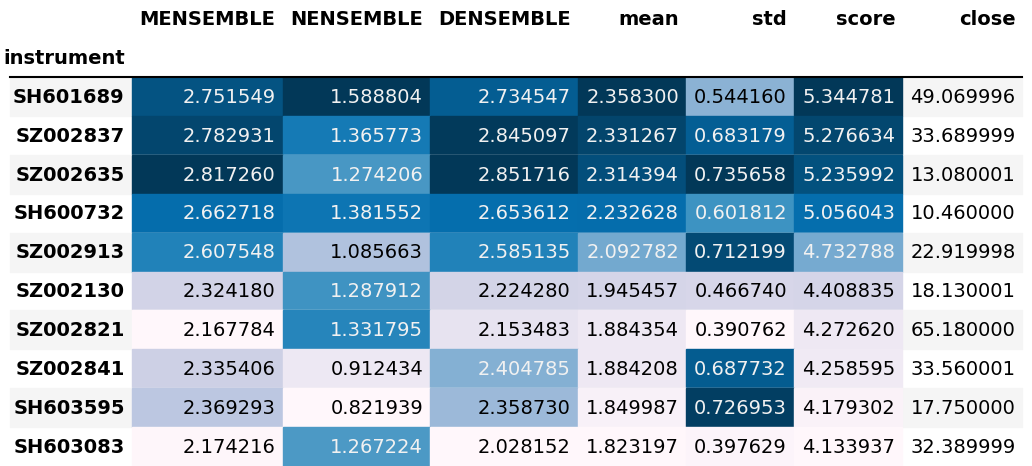 MENSEMBLE NENSEMBLE DENSEMBLE mean std score close
instrument
SH601689 2.751549 1.588804 2.734547 2.358300 0.544160 5.344781 49.069996
SZ002837 2.782931 1.365773 2.845097 2.331267 0.683179 5.276634 33.689999
SZ002635 2.817260 1.274206 2.851716 2.314394 0.735658 5.235992 13.080001
SH600732 2.662718 1.381552 2.653612 2.232628 0.601812 5.056043 10.460000
SZ002913 2.607548 1.085663 2.585135 2.092782 0.712199 4.732788 22.919998
SZ002130 2.324180 1.287912 2.224280 1.945457 0.466740 4.408835 18.130001
SZ002821 2.167784 1.331795 2.153483 1.884354 0.390762 4.272620 65.180000
SZ002841 2.335406 0.912434 2.404785 1.884208 0.687732 4.258595 33.560001
SH603595 2.369293 0.821939 2.358730 1.849987 0.726953 4.179302 17.750000
SH603083 2.174216 1.267224 2.028152 1.823197 0.397629 4.133937 32.389999